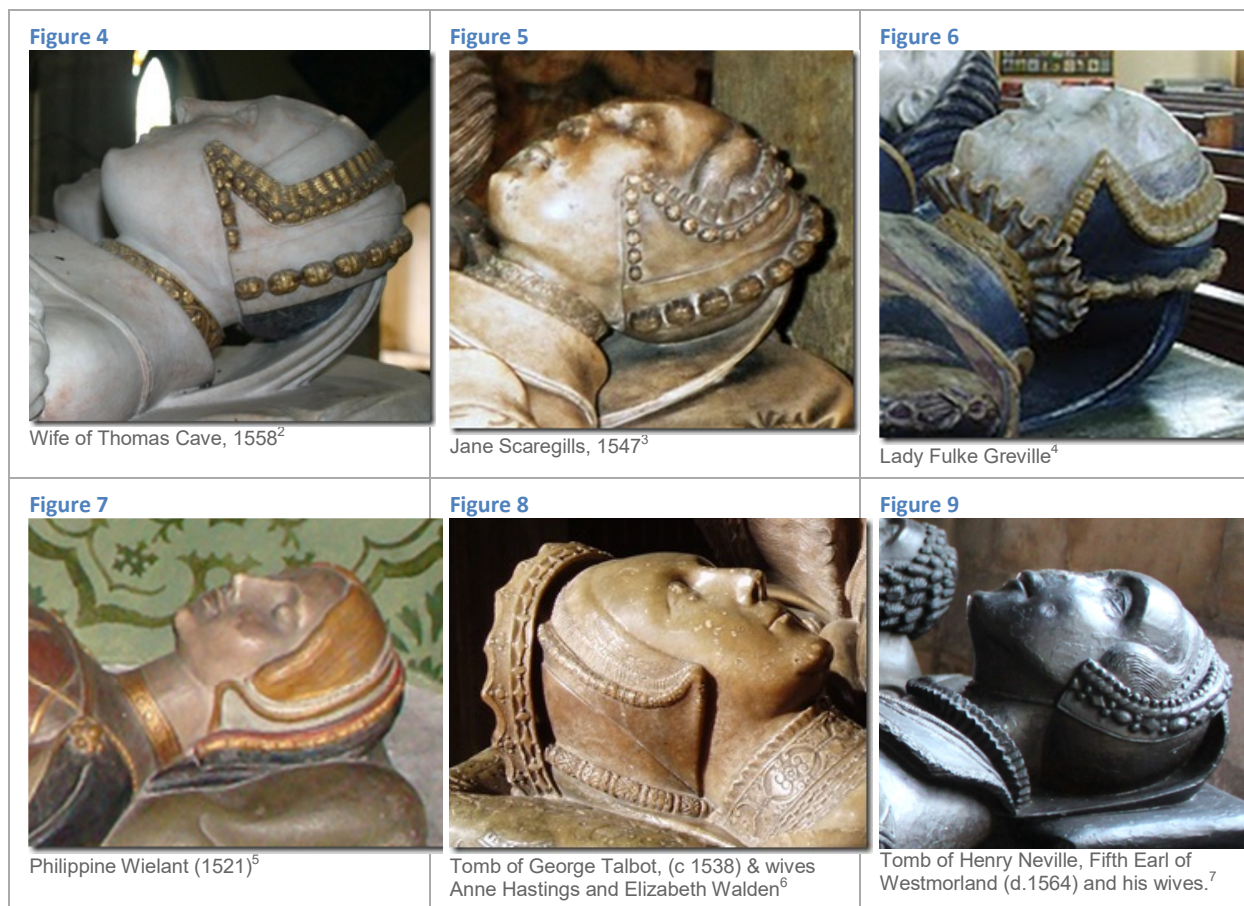 Figure 4
Figure 5
Figure 6
Wife of Thomas Cave, 1558²
Jane Scaregills, 1547³
Lady Fulke Greville⁴
Figure 7
Figure 8
Figure 9
Philippine Wielant (1521)⁵
Tomb of George Talbot, (c 1538) & wives
Anne Hastings and Elizabeth Walden⁶
Tomb of Henry Neville, Fifth Earl of
Westmorland (d.1564) and his wives.⁷